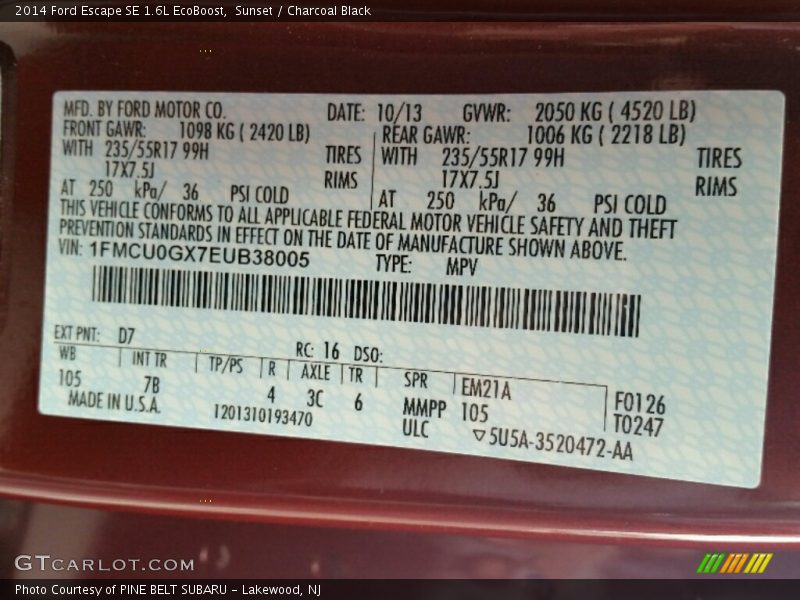 2014 Ford Escape SE 1.6L EcoBoost,  Sunset / Charcoal Black
MFD. BY FORD MOTOR CO. DATE: 10/13 GVWR: 2050 KG ( 4520 LB)
FRONT GAWR: 1098 KG ( 2420 LB) REAR GAWR: 1006 KG ( 2218 LB)
WITH 235/55R17 99H TIRES WITH 235/55R17 99H TIRES
17X7.5J RIMS 17X7.5J RIMS
AT 250 kPa/ 36 PSI COLD AT 250 kPa/ 36 PSI COLD
THIS VEHICLE CONFORMS TO ALL APPLICABLE FEDERAL MOTOR VEHICLE SAFETY AND THEFT
PREVENTION STANDARDS IN EFFECT ON THE DATE OF MANUFACTURE SHOWN ABOVE.
VIN: 1FMCU0GX7EUB38005 TYPE: MPV
EXT PNT: D7 RC: 16 DSO:
WB INT TR TP/PS R AXLE TR SPR EM21A F0126
105 7B 4 3C 6 MMPP 105 T0247
MADE IN U.S.A. 1201310193470 ULC ▽5U5A-3520472-AA
GTCARLOT.COM
Photo Courtesy of PINE BELT SUBARU – Lakewood, NJ